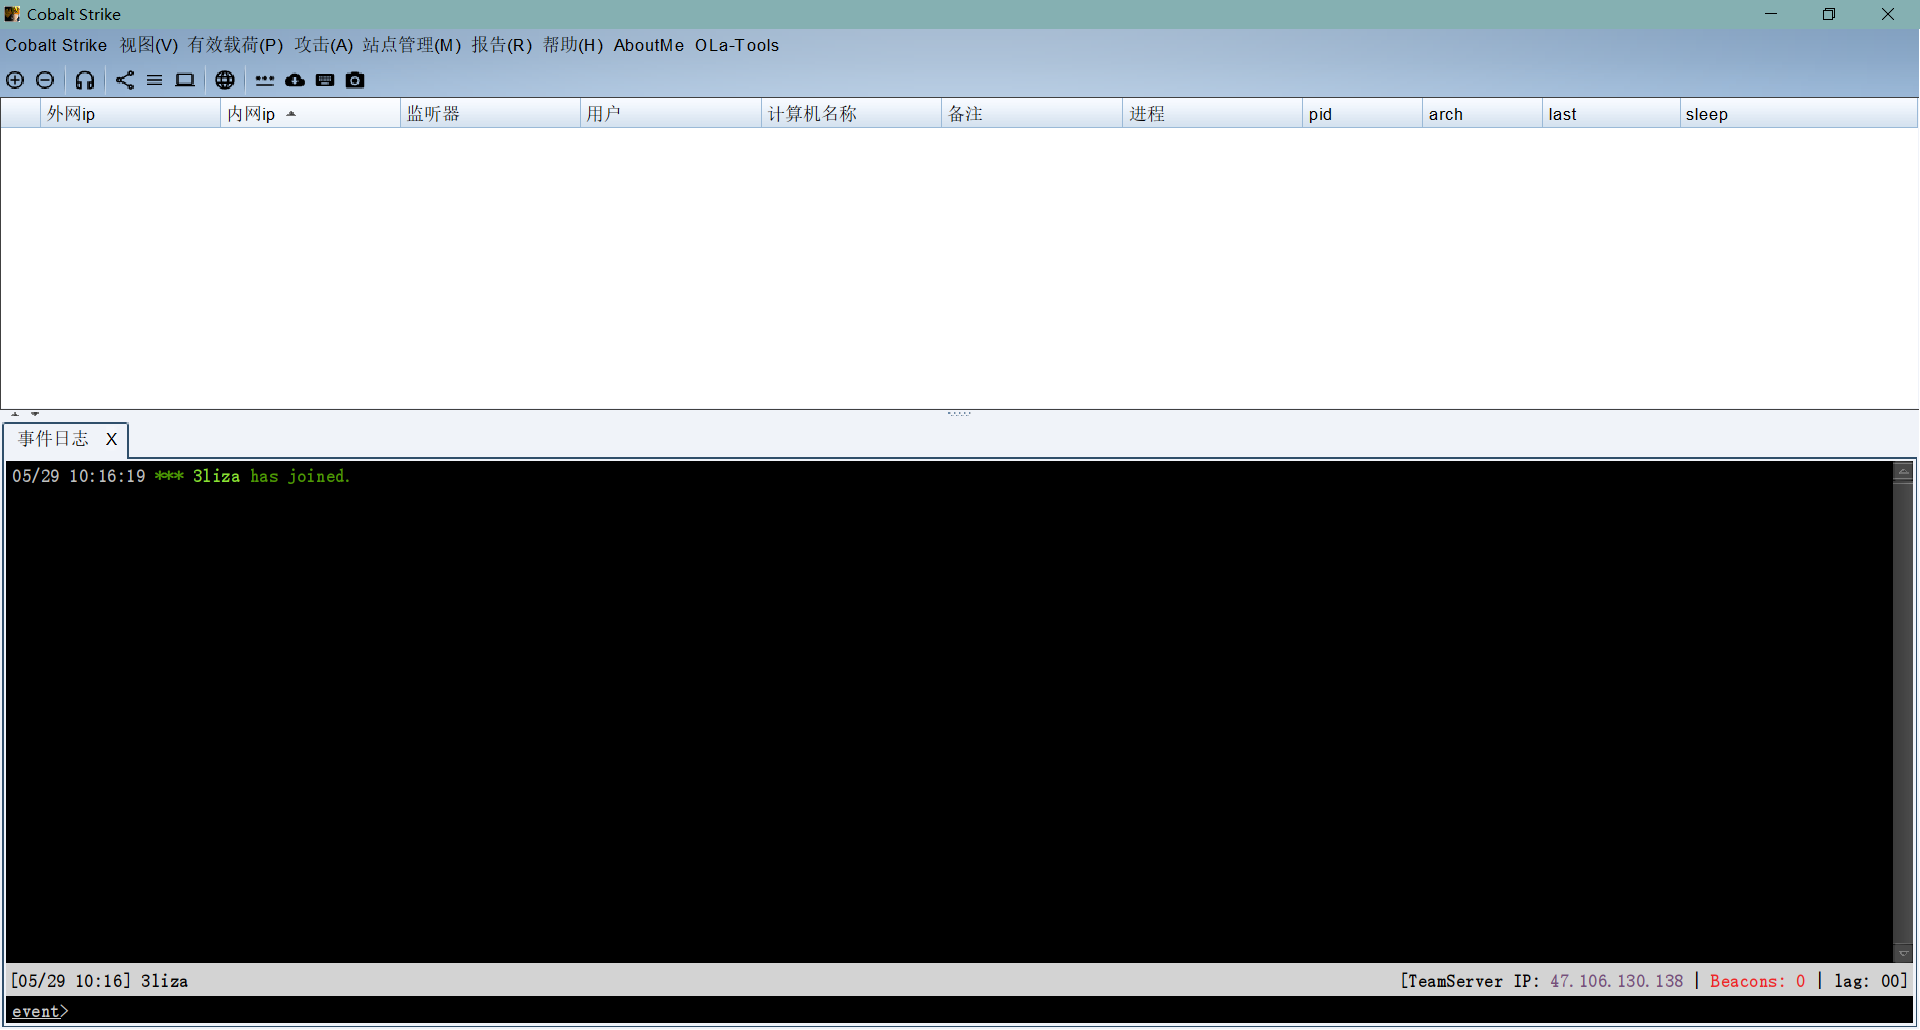 Cobalt Strike
Cobalt Strike 视图(V) 有效载荷(P) 攻击(A) 站点管理(M) 报告(R) 帮助(H) AboutMe OLa-Tools
外网ip 内网ip 监听器 用户 计算机名称 备注 进程 pid arch last sleep
事件日志 X
05/29 10:16:19 *** 3liza has joined.
[05/29 10:16] 3liza [TeamServer IP: 47.106.130.138 | Beacons: 0 | lag: 00]
event>